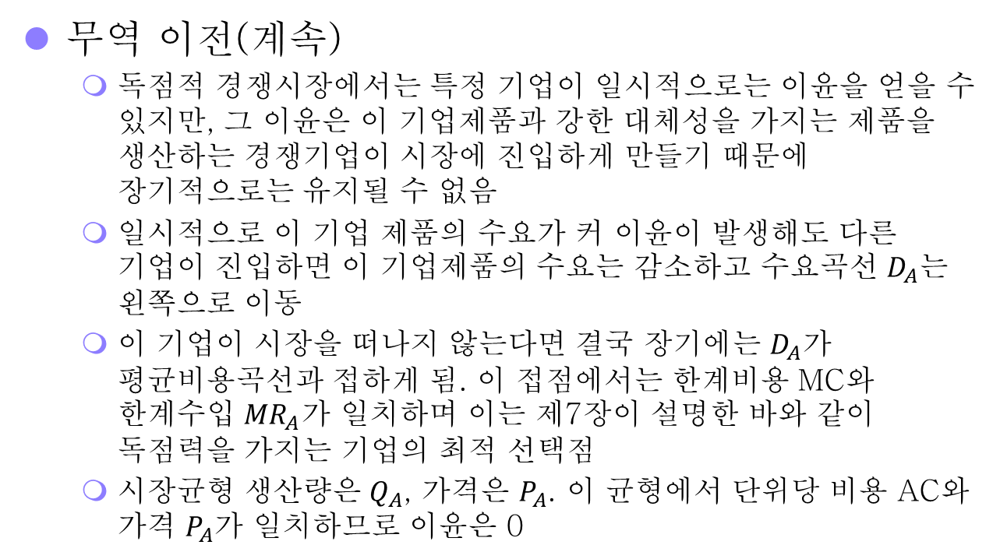 무역 이전(계속)
독점적 경쟁시장에서는 특정 기업이 일시적으로는 이윤을 얻을 수
있지만, 그 이윤은 이 기업제품과 강한 대체성을 가지는 제품을
생산하는 경쟁기업이 시장에 진입하게 만들기 때문에
장기적으로는 유지될 수 없음
일시적으로 이 기업 제품의 수요가 커 이윤이 발생해도 다른
기업이 진입하면 이 기업제품의 수요는 감소하고 수요곡선 D_A는
왼쪽으로 이동
이 기업이 시장을 떠나지 않는다면 결국 장기에는 D_A가
평균비용곡선과 접하게 됨. 이 접점에서는 한계비용 MC와
한계수입 MR_A가 일치하며 이는 제7장이 설명한 바와 같이
독점력을 가지는 기업의 최적 선택점
시장균형 생산량은 Q_A, 가격은 P_A. 이 균형에서 단위당 비용 AC와
가격 P_A가 일치하므로 이윤은 0